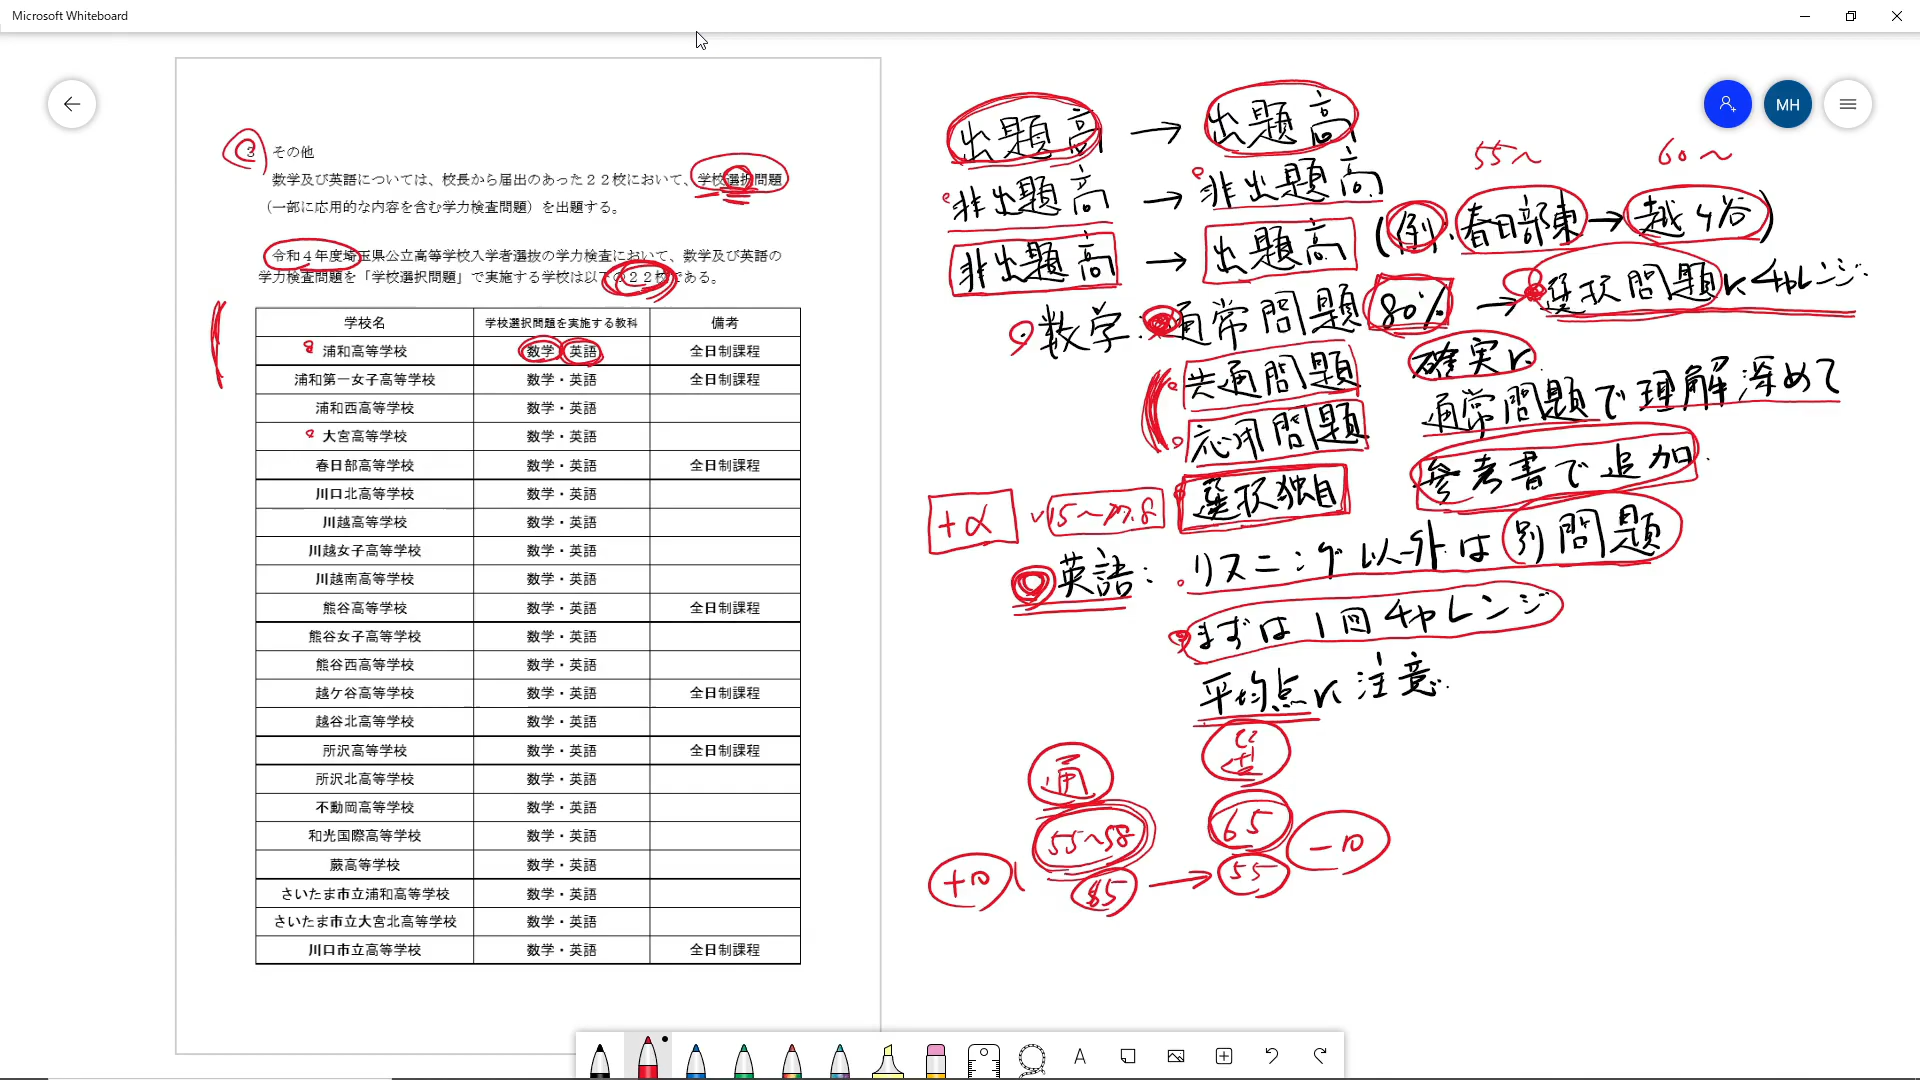 Microsoft Whiteboard
MH
3 その他
数学及び英語については、校長から届出のあった２２校において、学校選択問題
（一部に応用的な内容を含む学力検査問題）を出題する。
令和４年度埼玉県公立高等学校入学者選抜の学力検査において、数学及び英語の
学力検査問題を「学校選択問題」で実施する学校は以下の２２校である。
学校名 学校選択問題を実施する教科 備考
浦和高等学校 数学・英語 全日制課程
浦和第一女子高等学校 数学・英語 全日制課程
浦和西高等学校 数学・英語
大宮高等学校 数学・英語
春日部高等学校 数学・英語 全日制課程
川口北高等学校 数学・英語
川越高等学校 数学・英語
川越女子高等学校 数学・英語
川越南高等学校 数学・英語
熊谷高等学校 数学・英語 全日制課程
熊谷女子高等学校 数学・英語
熊谷西高等学校 数学・英語
越ケ谷高等学校 数学・英語 全日制課程
越谷北高等学校 数学・英語
所沢高等学校 数学・英語 全日制課程
所沢北高等学校 数学・英語
不動岡高等学校 数学・英語
和光国際高等学校 数学・英語
蕨高等学校 数学・英語
さいたま市立浦和高等学校 数学・英語
さいたま市立大宮北高等学校 数学・英語
川口市立高等学校 数学・英語 全日制課程
出題高 → 出題高
非出題高 → 非出題高
55〜 60〜
非出題高 → 出題高 (例: 春日部東 → 越ヶ谷)
数学: 通常問題 80% → 選択問題にチャレンジ.
共通問題
応用問題
選択独自
確実に
通常問題で理解深めて
参考書で追加.
+α
英語: リスニング以外は別問題
まずは1回チャレンジ
平均点に注意.
通
55〜58 65 -10
+10 → 55
A